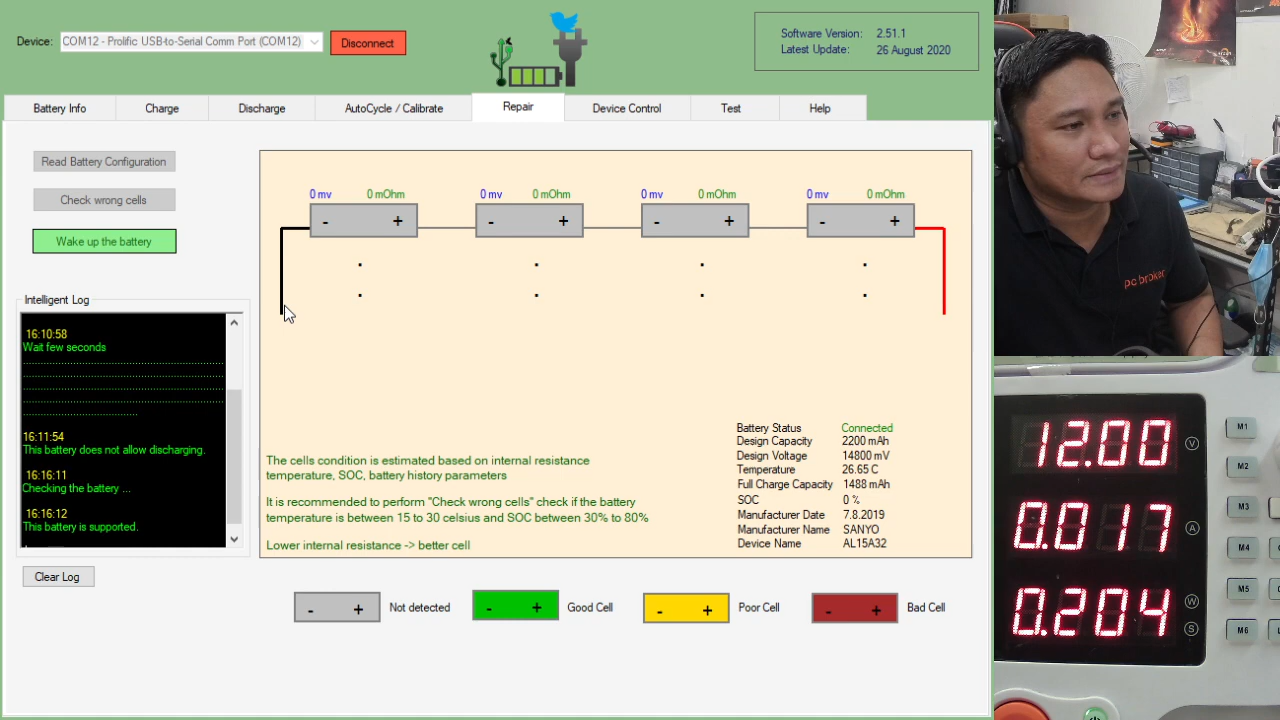 Device: COM12 - Prolific USB-to-Serial Comm Port (COM12) Disconnect
Software Version: 2.51.1
Latest Update: 26 August 2020
Battery Info Charge Discharge AutoCycle / Calibrate Repair Device Control Test Help
Read Battery Configuration
Check wrong cells
Wake up the battery
0 mv 0 mOhm 0 mv 0 mOhm 0 mv 0 mOhm 0 mv 0 mOhm
- + - + - + - +
Intelligent Log
16:10:58
Wait few seconds
16:11:54
This battery does not allow discharging.
16:16:11
Checking the battery ...
16:16:12
This battery is supported.
Clear Log
The cells condition is estimated based on internal resistance
temperature, SOC, battery history parameters
It is recommended to perform "Check wrong cells" check if the battery
temperature is between 15 to 30 celsius and SOC between 30% to 80%
Lower internal resistance -> better cell
Battery Status Connected
Design Capacity 2200 mAh
Design Voltage 14800 mV
Temperature 26.65 C
Full Charge Capacity 1488 mAh
SOC 0 %
Manufacturer Date 7.8.2019
Manufacturer Name SANYO
Device Name AL15A32
- + Not detected - + Good Cell - + Poor Cell - + Bad Cell
pc broker
12.00 V
0.017 A
0.204 W
S
M1
M2
M3
M4
M5
M6